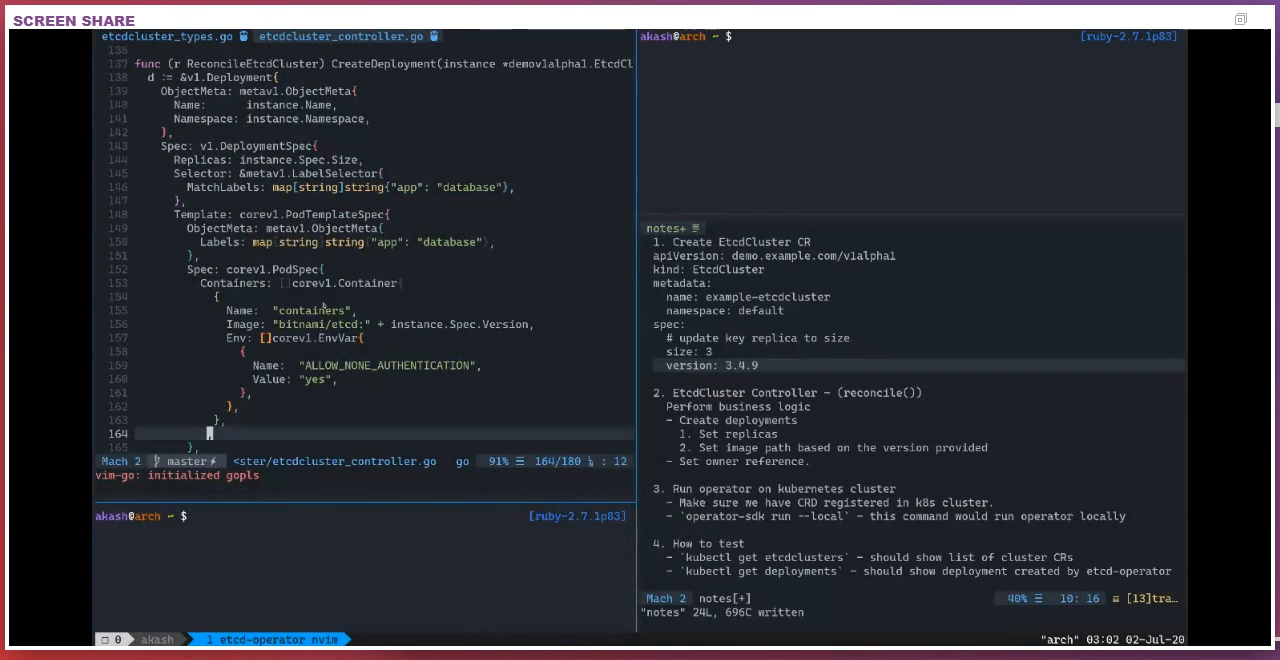 SCREEN SHARE
etcdcluster_types.go etcdcluster_controller.go
136
137 func (r ReconcileEtcdCluster) CreateDeployment(instance *demov1alpha1.EtcdCl
138 d := &v1.Deployment{
139 ObjectMeta: metav1.ObjectMeta{
140 Name: instance.Name,
141 Namespace: instance.Namespace,
142 },
143 Spec: v1.DeploymentSpec{
144 Replicas: instance.Spec.Size,
145 Selector: &metav1.LabelSelector{
146 MatchLabels: map[string]string{"app": "database"},
147 },
148 Template: corev1.PodTemplateSpec{
149 ObjectMeta: metav1.ObjectMeta{
150 Labels: map[string]string{"app": "database"},
151 },
152 Spec: corev1.PodSpec{
153 Containers: []corev1.Container{
154 {
155 Name: "containers",
156 Image: "bitnami/etcd:" + instance.Spec.Version,
157 Env: []corev1.EnvVar{
158 {
159 Name: "ALLOW_NONE_AUTHENTICATION",
160 Value: "yes",
161 },
162 },
163 },
164 },
165 },
Mach 2 master⚡ <ster/etcdcluster_controller.go go 91% ☰ 164/180 : 12
vim-go: initialized gopls
akash@arch ~ $ [ruby-2.7.1p83]
akash@arch ~ $ [ruby-2.7.1p83]
notes+ ≡
1. Create EtcdCluster CR
apiVersion: demo.example.com/v1alpha1
kind: EtcdCluster
metadata:
name: example-etcdcluster
namespace: default
spec:
# update key replica to size
size: 3
version: 3.4.9
2. EtcdCluster Controller - (reconcile())
Perform business logic
- Create deployments
1. Set replicas
2. Set image path based on the version provided
- Set owner reference.
3. Run operator on kubernetes cluster
- Make sure we have CRD registered in k8s cluster.
- `operator-sdk run --local` - this command would run operator locally
4. How to test
- `kubectl get etcdclusters` - should show list of cluster CRs
- `kubectl get deployments` - should show deployment created by etcd-operator
Mach 2 notes[+] 40% ☰ 10: 16 ≡ [13]tra…
"notes" 24L, 696C written
❐ 0 akash 1 etcd-operator nvim "arch" 03:02 02-Jul-20